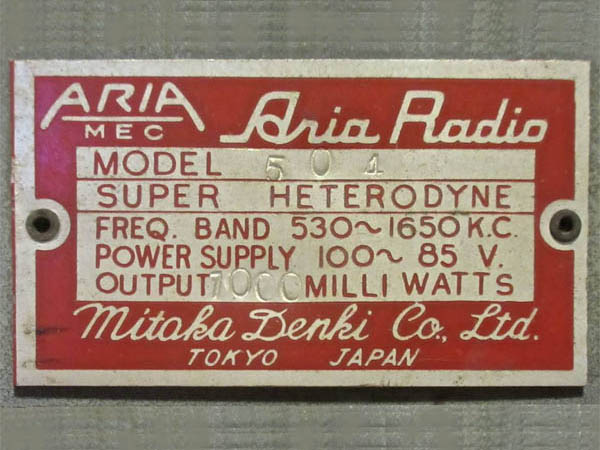 ARIA
MEC
Aria Radio
MODEL 504
SUPER HETERODYNE
FREQ. BAND 530~1650 K.C.
POWER SUPPLY 100~ 85 V.
OUTPUT 1000 MILLI WATTS
Mitaka Denki Co., Ltd.
TOKYO JAPAN